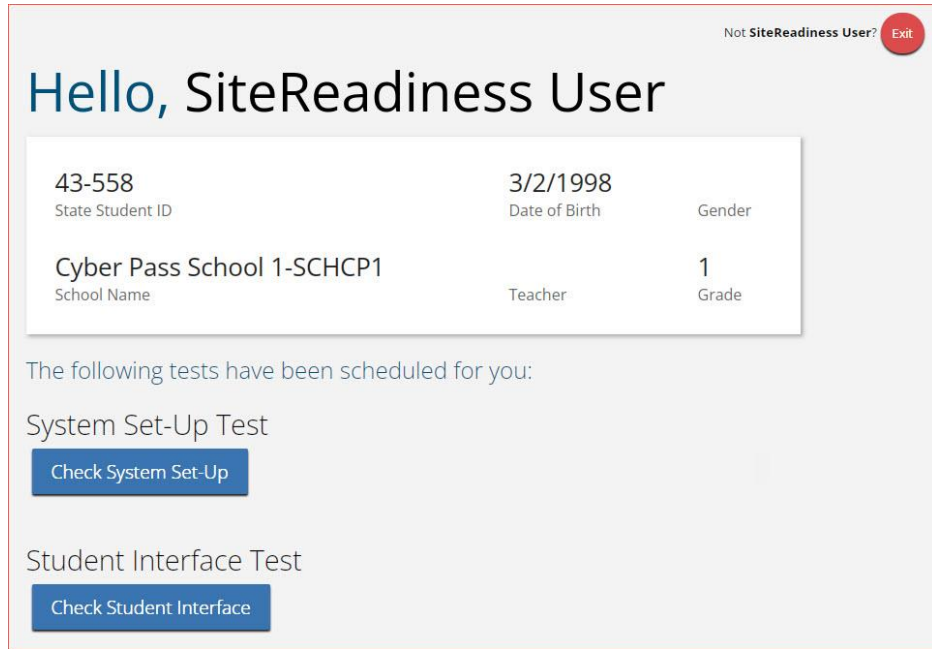 Not SiteReadiness User? Exit
Hello, SiteReadiness User
43-558 3/2/1998
State Student ID Date of Birth Gender
Cyber Pass School 1-SCHCP1 1
School Name Teacher Grade
The following tests have been scheduled for you:
System Set-Up Test
Check System Set-Up
Student Interface Test
Check Student Interface